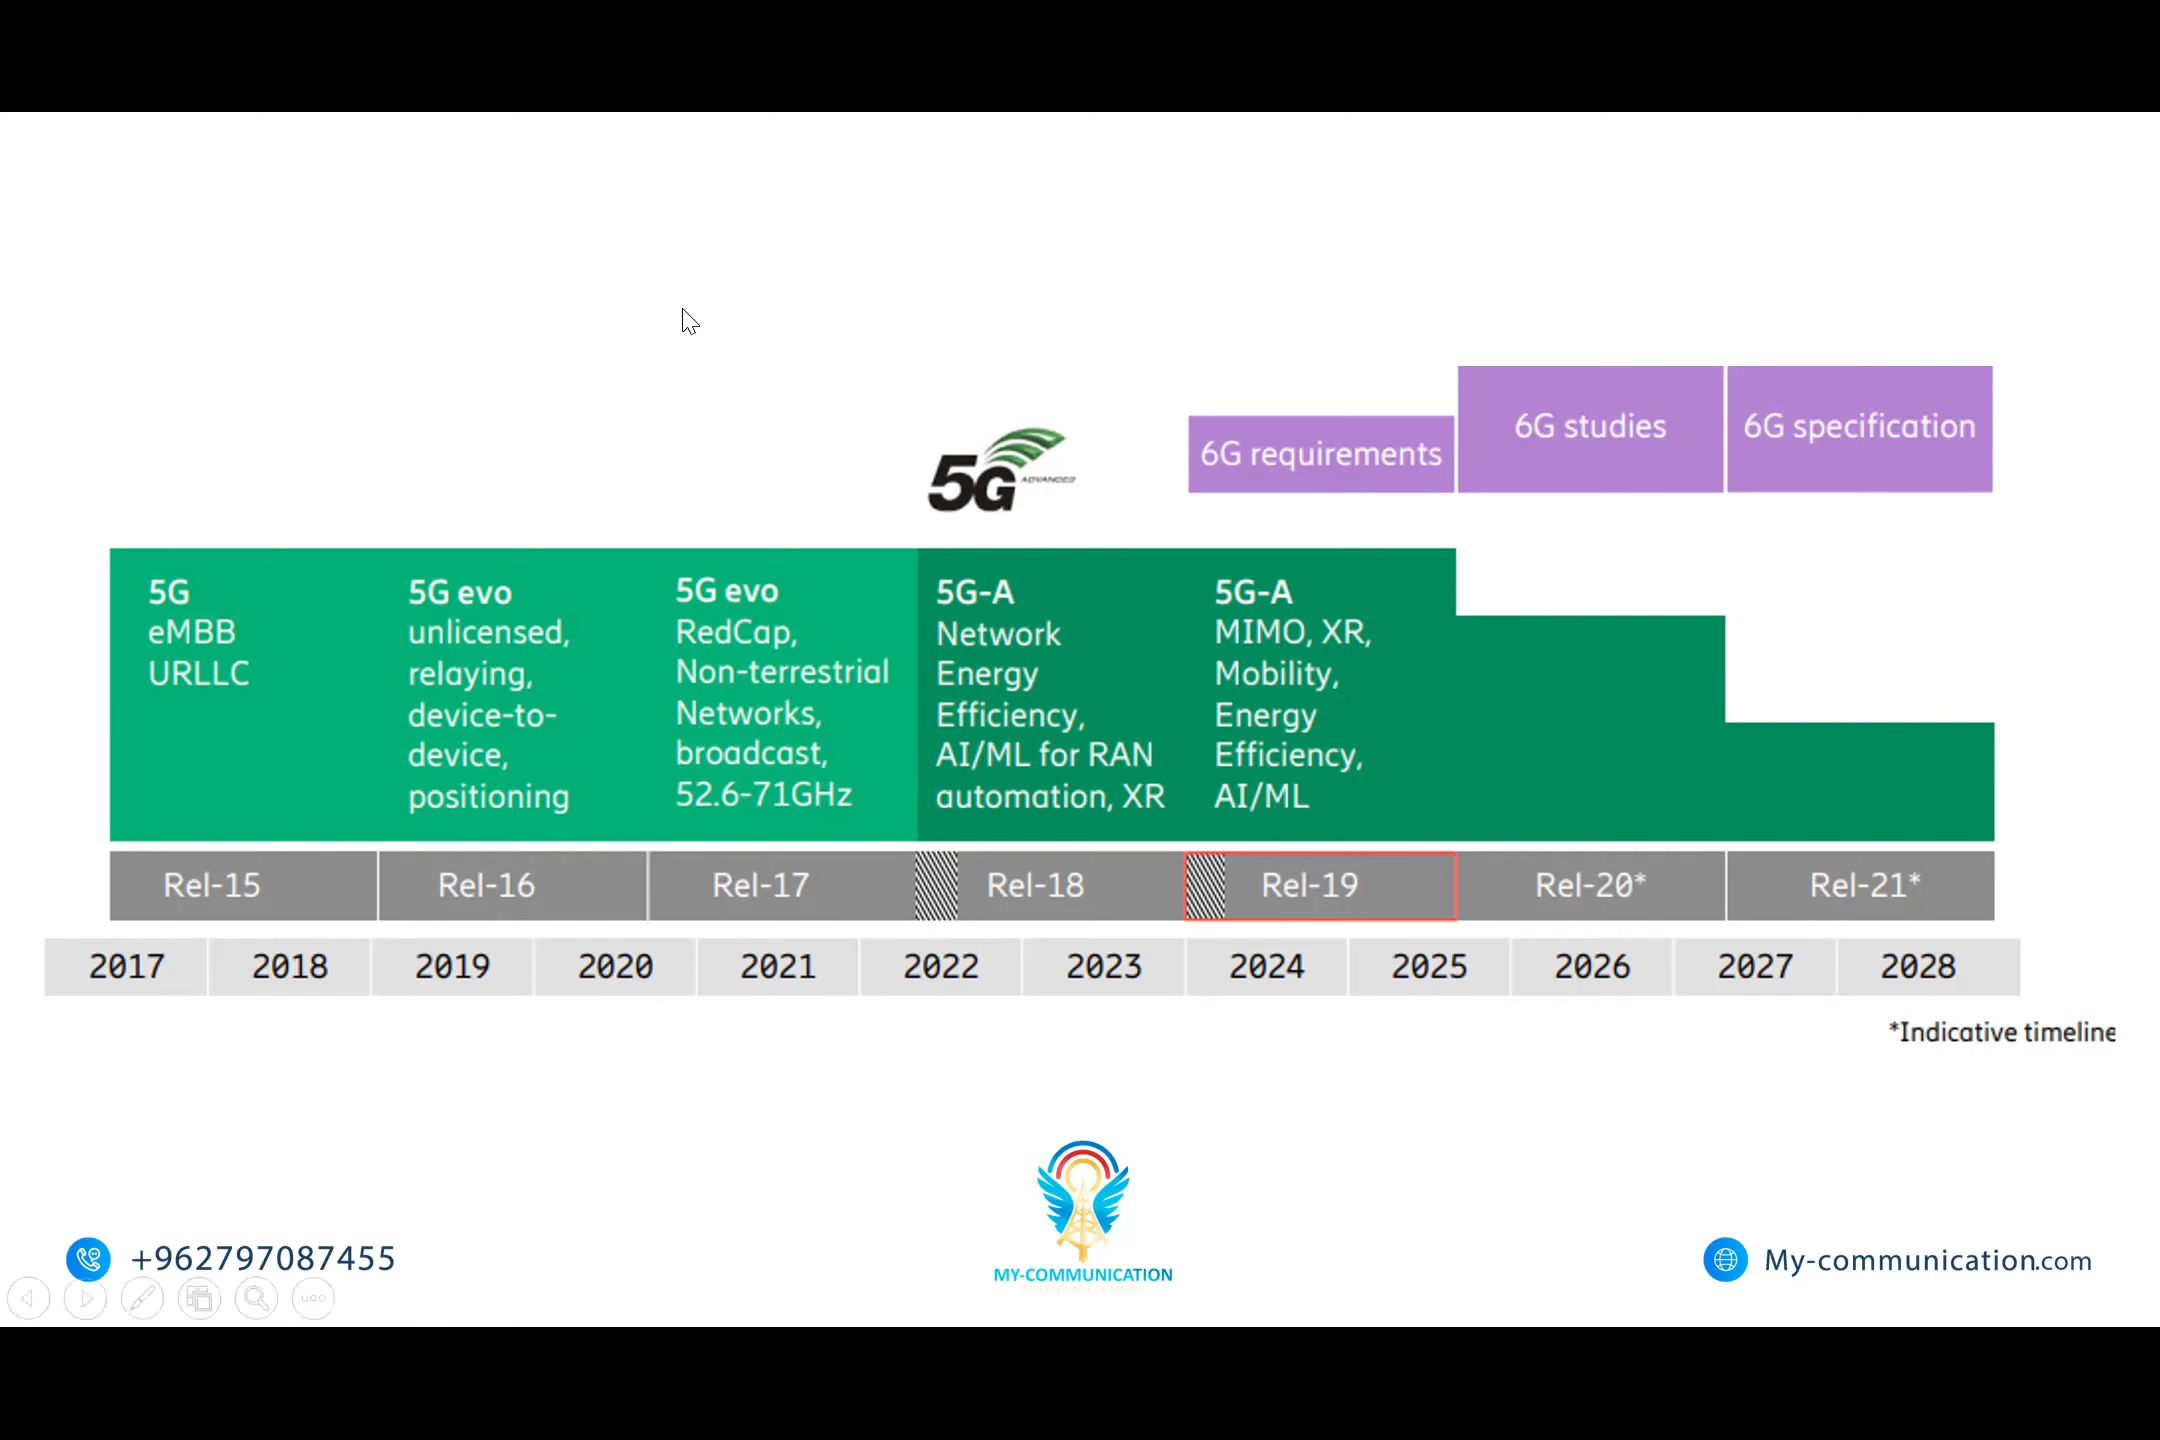 6G requirements
6G studies
6G specification
5G ADVANCED
5G
eMBB
URLLC
5G evo
unlicensed,
relaying,
device-to-
device,
positioning
5G evo
RedCap,
Non-terrestrial
Networks,
broadcast,
52.6-71GHz
5G-A
Network
Energy
Efficiency,
AI/ML for RAN
automation, XR
5G-A
MIMO, XR,
Mobility,
Energy
Efficiency,
AI/ML
Rel-15
Rel-16
Rel-17
Rel-18
Rel-19
Rel-20*
Rel-21*
2017
2018
2019
2020
2021
2022
2023
2024
2025
2026
2027
2028
*Indicative timeline
+962797087455
MY-COMMUNICATION
My-communication.com